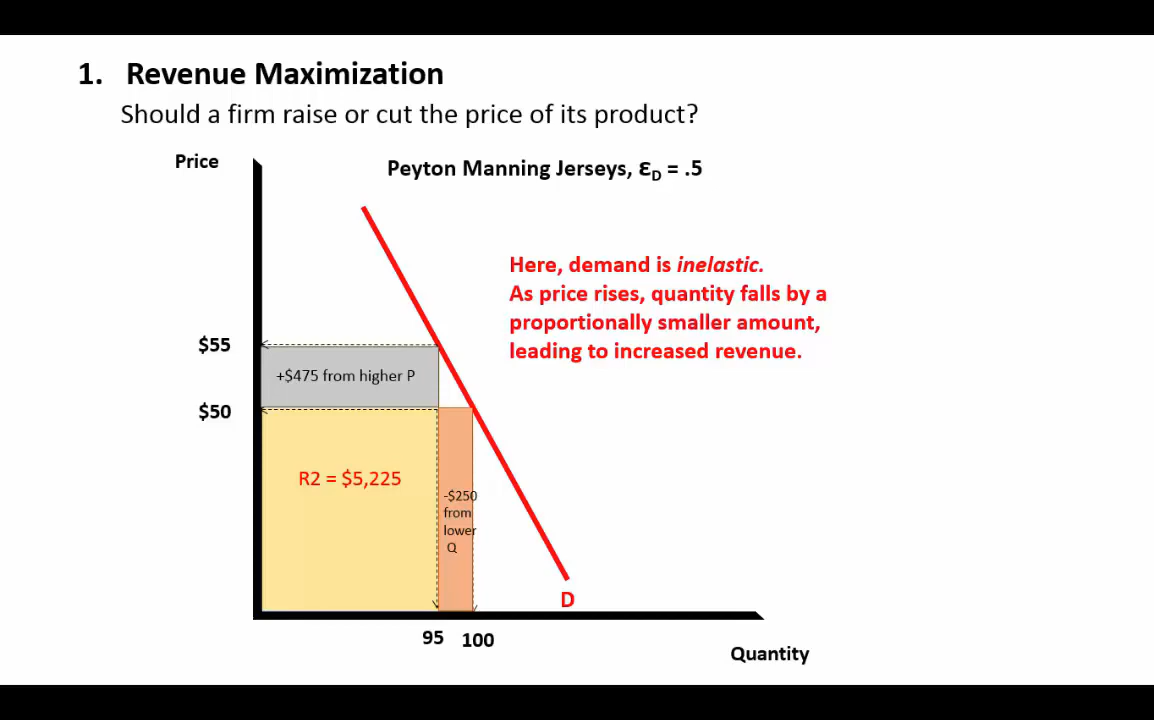 1. Revenue Maximization
Should a firm raise or cut the price of its product?
Price
Peyton Manning Jerseys, ƐD = .5
Here, demand is inelastic.
As price rises, quantity falls by a
proportionally smaller amount,
leading to increased revenue.
$55
+$475 from higher P
$50
R2 = $5,225
-$250
from
lower
Q
D
95 100
Quantity